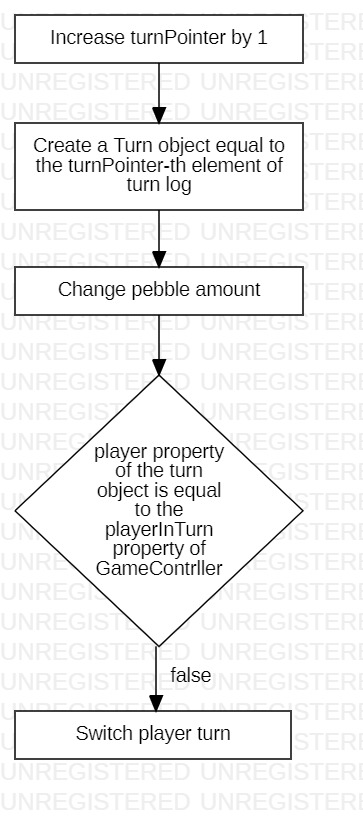 Increase turnPointer by 1
Create a Turn object equal to
the turnPointer-th element of
turn log
Change pebble amount
player property
of the turn
object is equal
to the
playerInTurn
property of
GameContrller
false
Switch player turn
UNREGISTERED UNREGISTERED